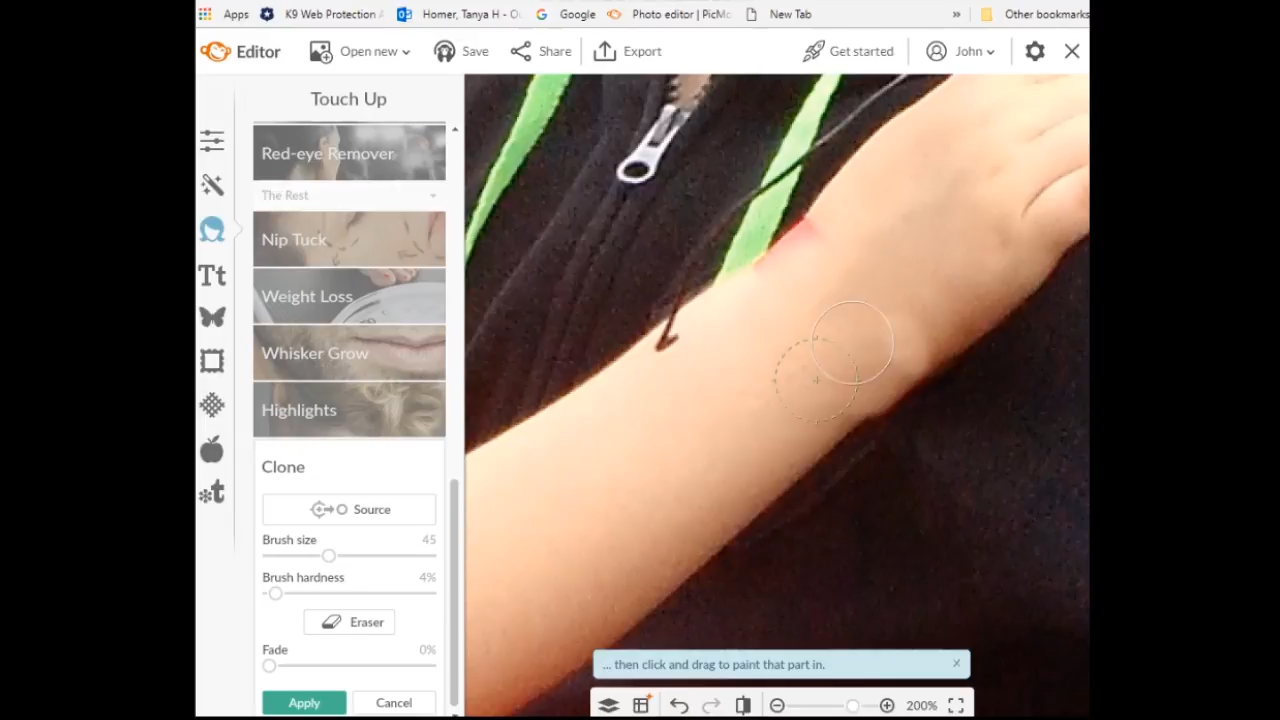 Apps K9 Web Protection A Homer, Tanya H - Ou Google Photo editor | PicMo New Tab » Other bookmarks
Editor Open new Save Share Export Get started John
Touch Up
Red-eye Remover
The Rest
Nip Tuck
Weight Loss
Whisker Grow
Highlights
Clone
Source
Brush size 45
Brush hardness 4%
Eraser
Fade 0%
... then click and drag to paint that part in.
Apply Cancel
200%
Tt
t